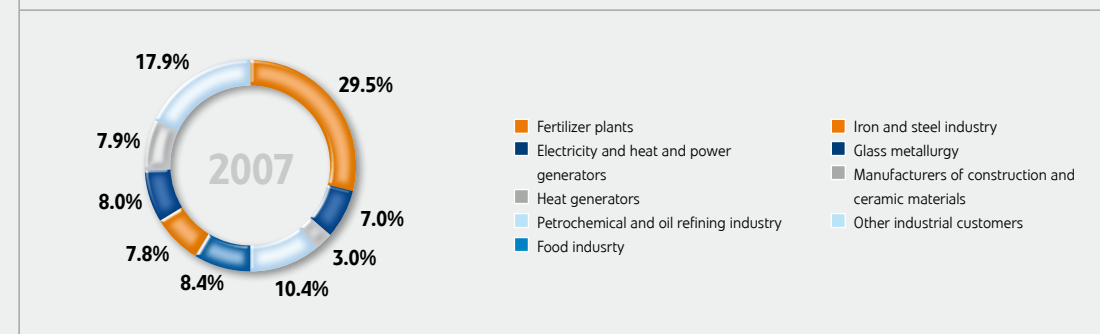 17.9%
29.5%
7.9%
2007
8.0%
7.0%
7.8%
3.0%
8.4%
10.4%
Fertilizer plants
Electricity and heat and power
generators
Heat generators
Petrochemical and oil refining industry
Food indusrty
Iron and steel industry
Glass metallurgy
Manufacturers of construction and
ceramic materials
Other industrial customers